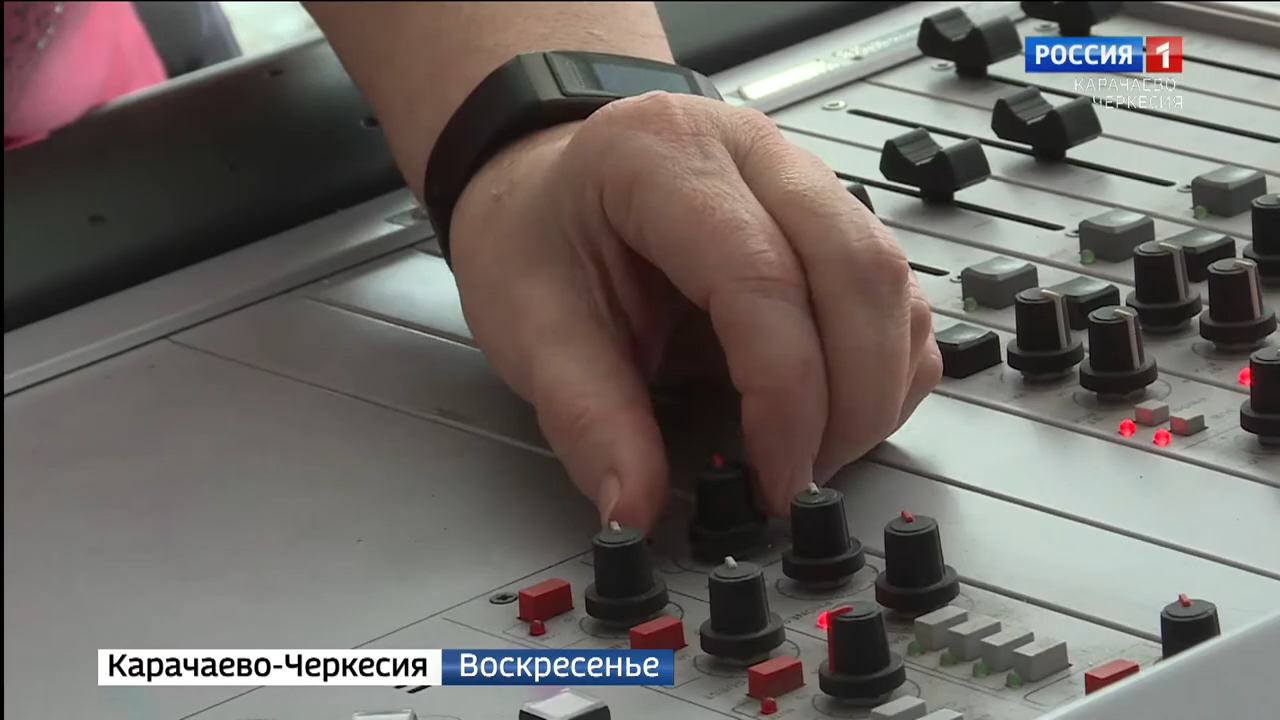 РОССИЯ 1
КАРАЧАЕВО
ЧЕРКЕСИЯ
Карачаево-Черкесия Воскресенье